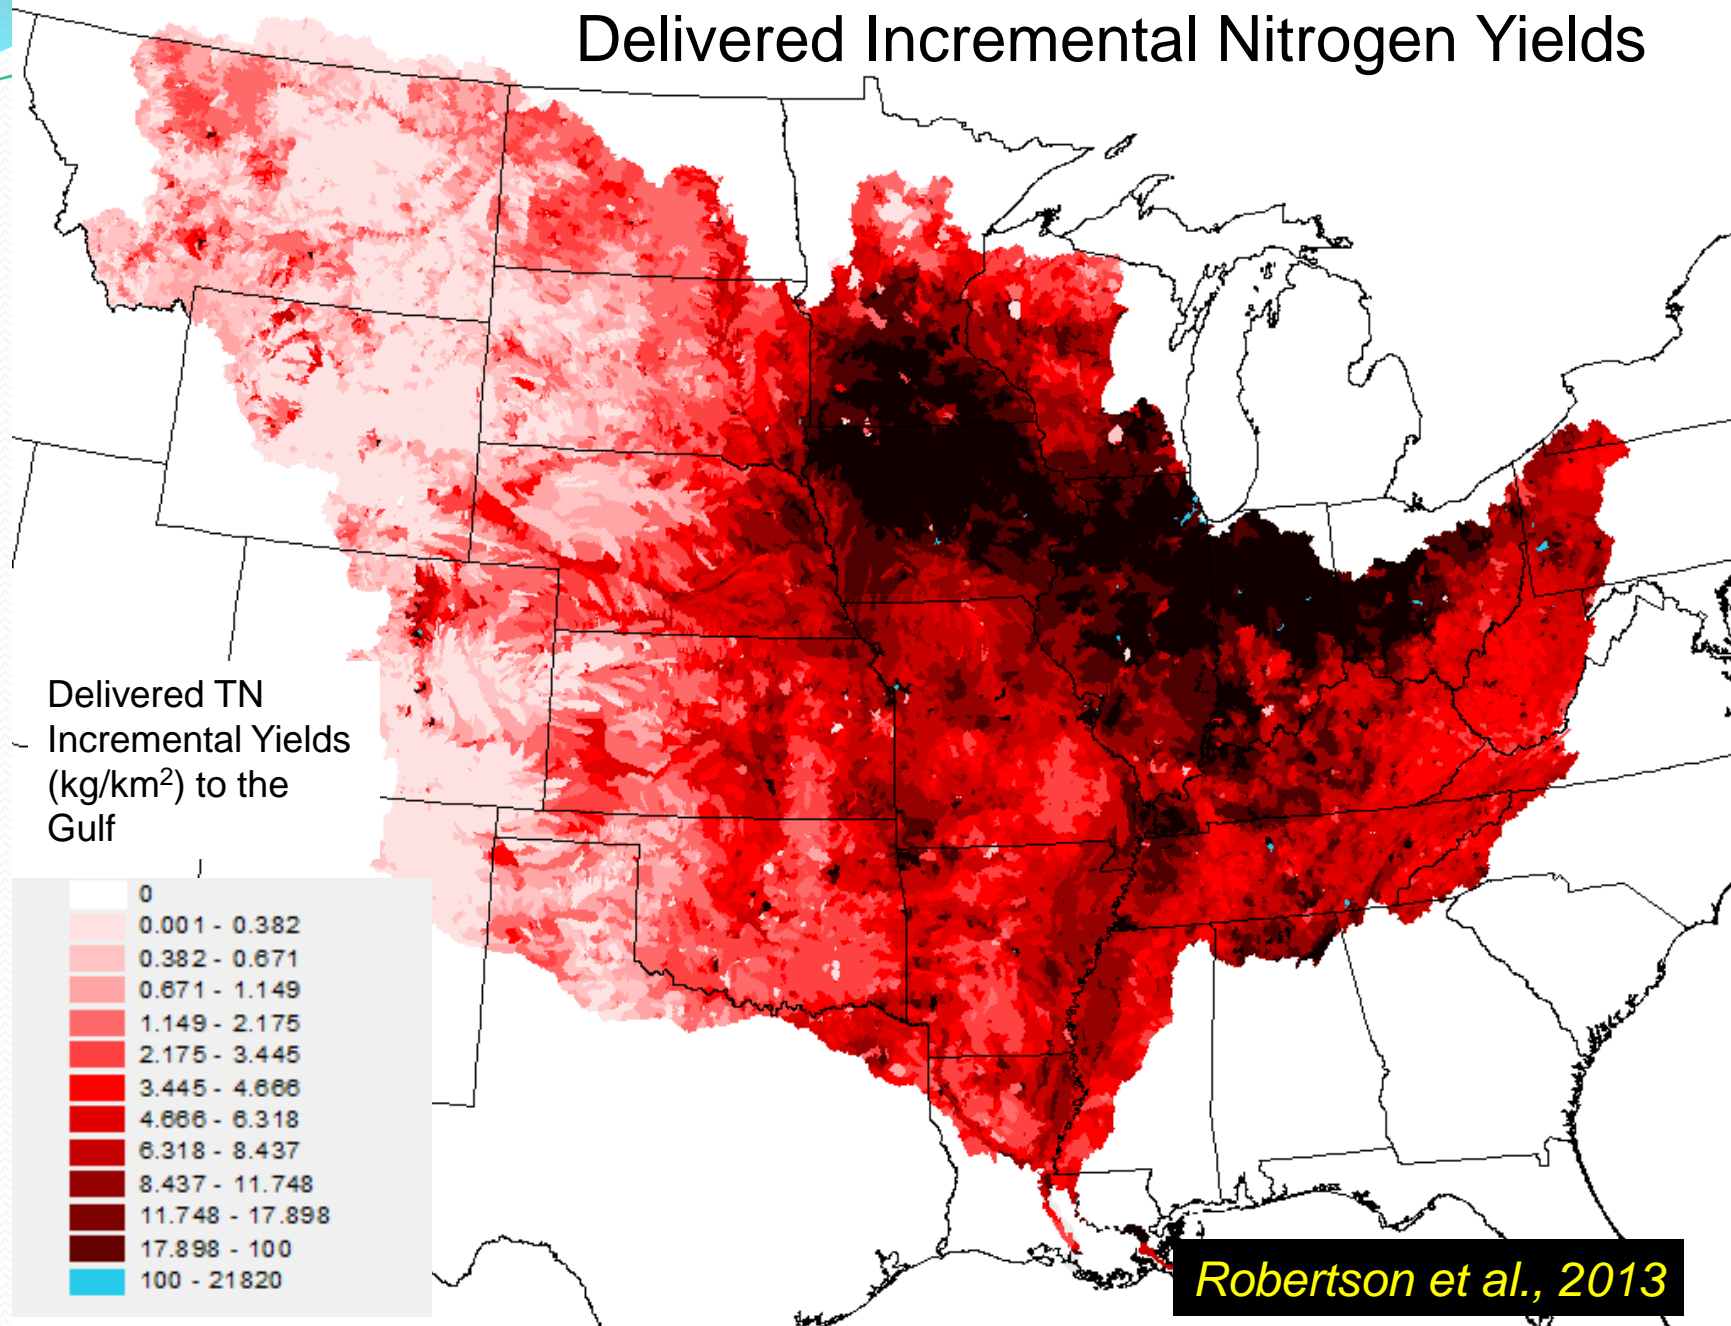 Delivered Incremental Nitrogen Yields
Delivered TN
Incremental Yields
(kg/km²) to the
Gulf
0
0.001 - 0.382
0.382 - 0.671
0.671 - 1.149
1.149 - 2.175
2.175 - 3.445
3.445 - 4.666
4.666 - 6.318
6.318 - 8.437
8.437 - 11.748
11.748 - 17.898
17.898 - 100
100 - 21820
Robertson et al., 2013